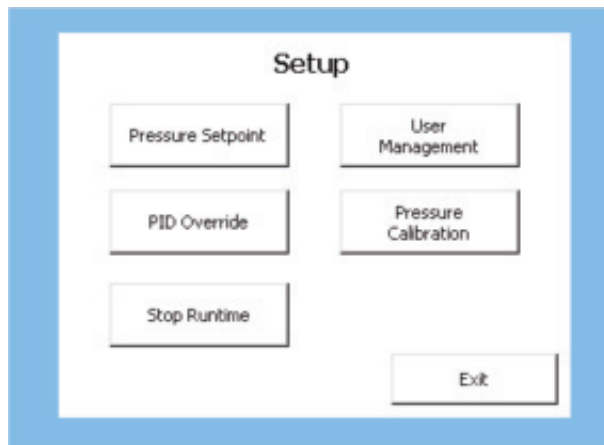 Setup
Pressure Setpoint
User
Management
PID Override
Pressure
Calibration
Stop Runtime
Exit